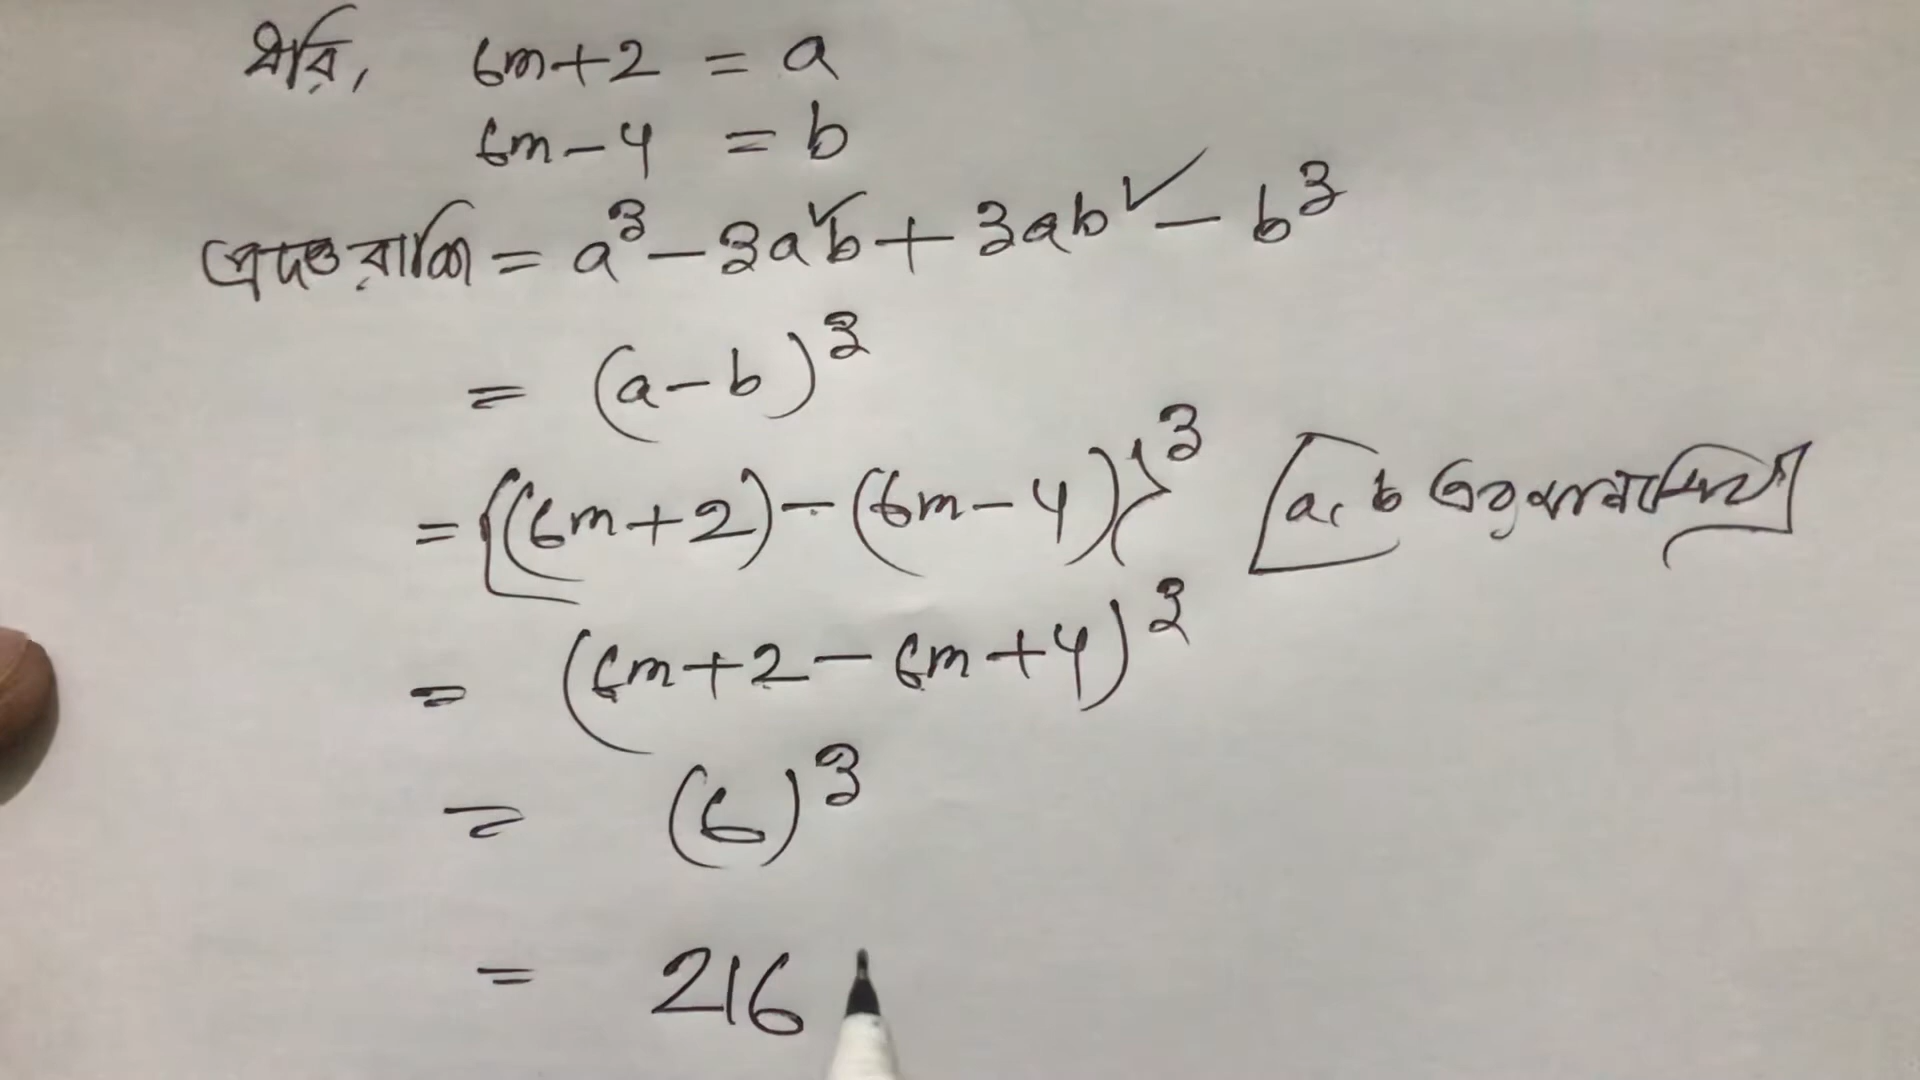 ধরি, 6m+2 = a
6m-4 = b
প্রদত্ত রাশি = a³ - 3a²b + 3ab² - b³
= (a-b)³
= {(6m+2) - (6m-4)}³ [a, b এর মান বসিয়ে]
= (6m+2-6m+4)³
= (6)³
= 216